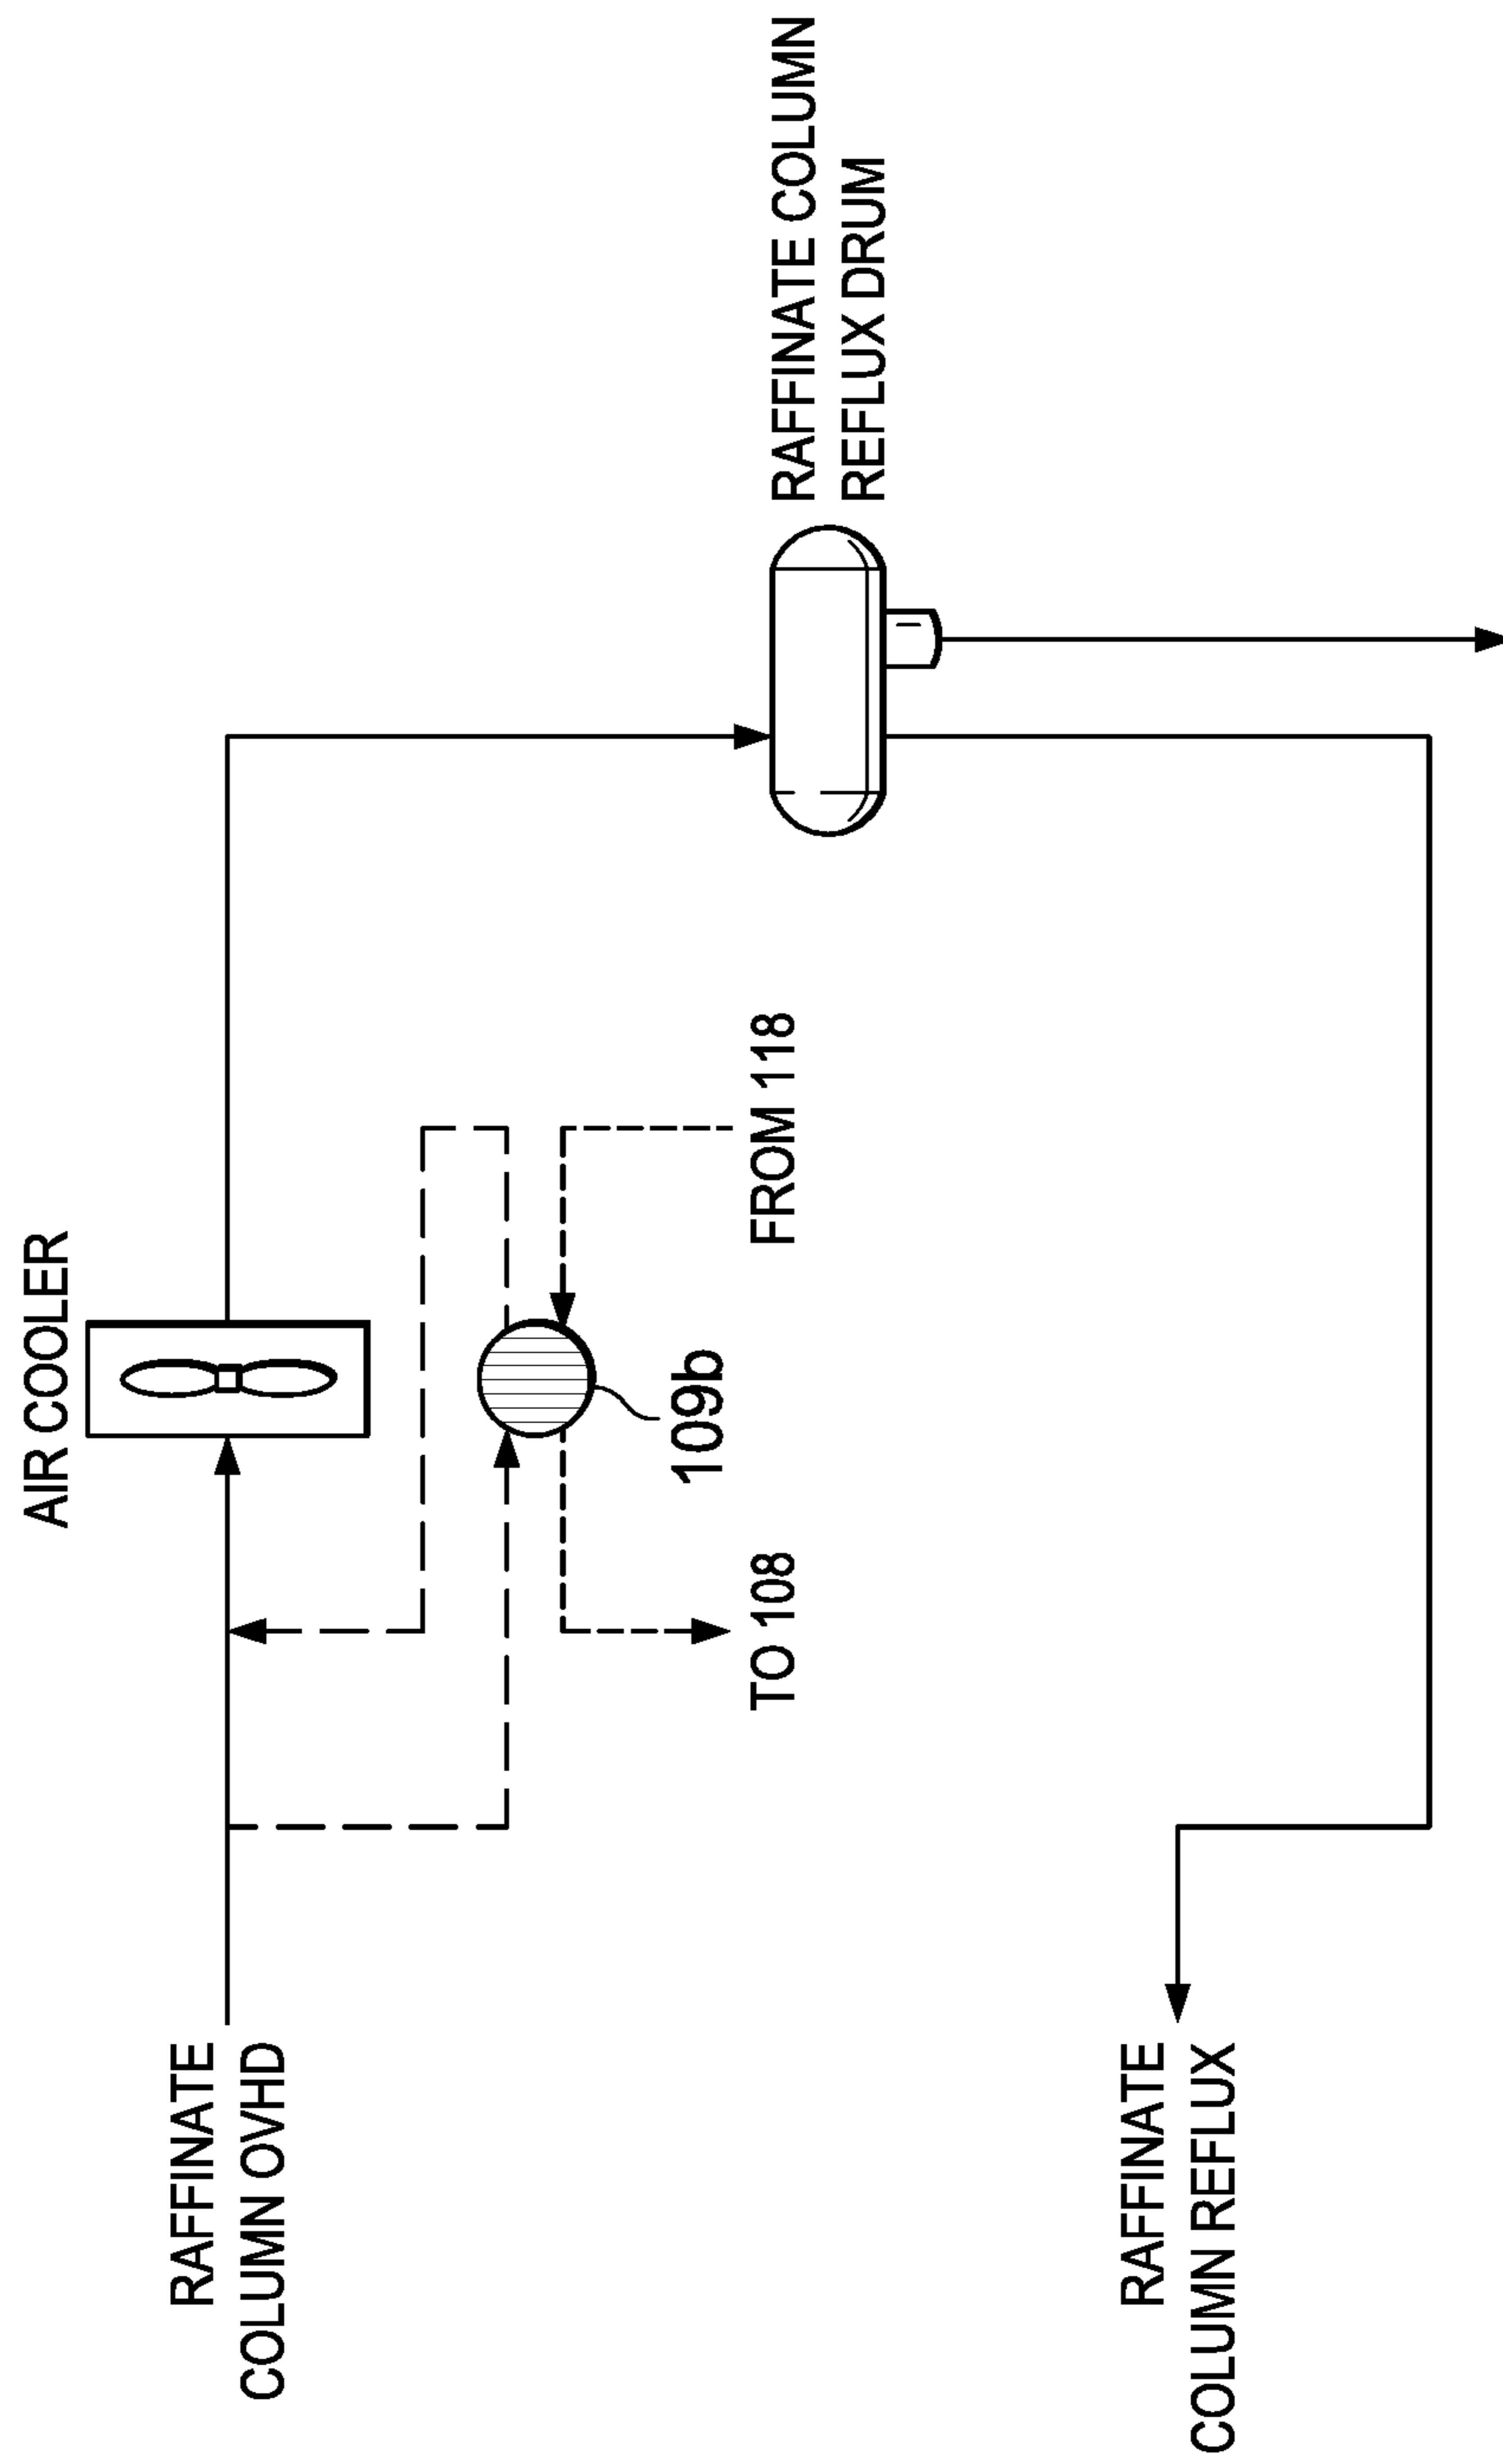 AIR COOLER
RAFFINATE
COLUMN OVHD
109b
TO 108
FROM 118
RAFFINATE COLUMN
REFLUX DRUM
RAFFINATE
COLUMN REFLUX